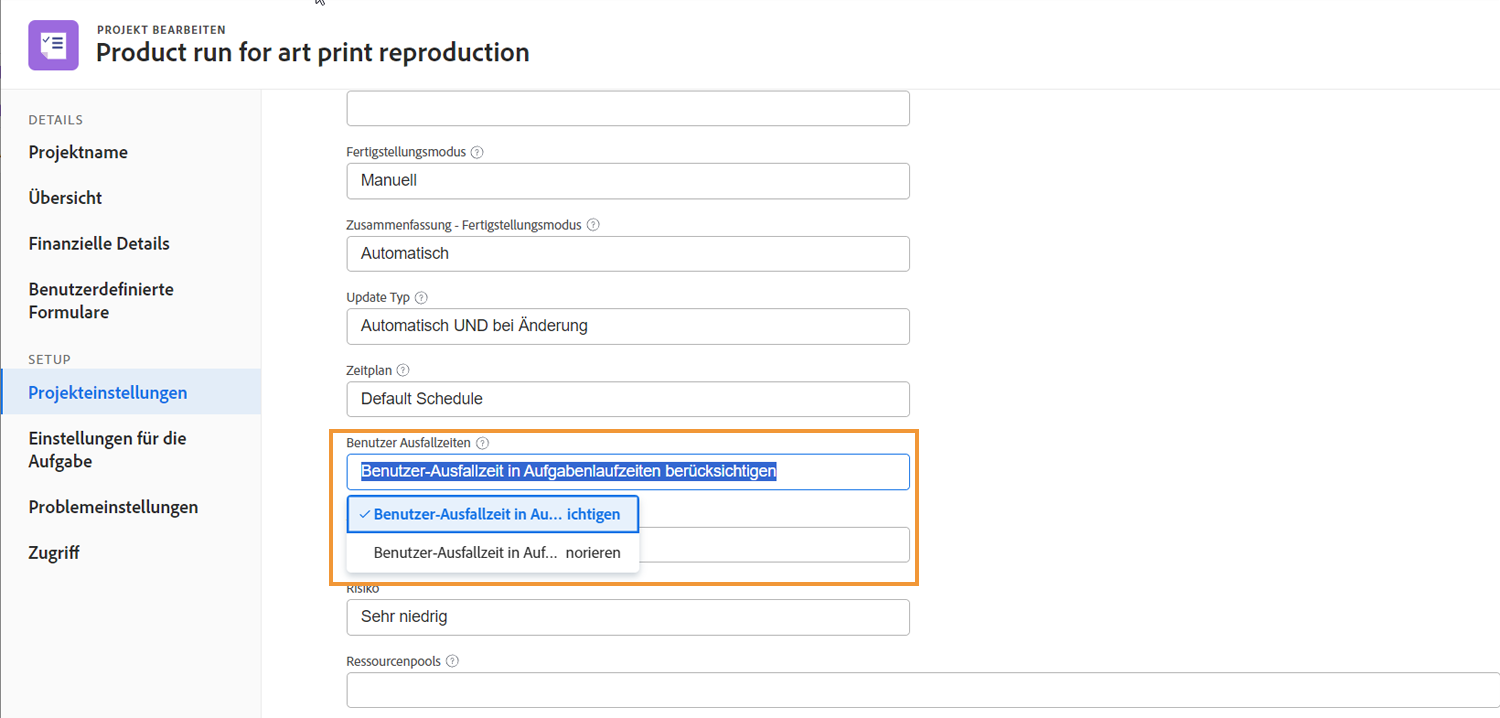 PROJEKT BEARBEITEN
Product run for art print reproduction
DETAILS
Projektname
Übersicht
Finanzielle Details
Benutzerdefinierte
Formulare
SETUP
Projekteinstellungen
Einstellungen für die
Aufgabe
Problemeinstellungen
Zugriff
Fertigstellungsmodus
Manuell
Zusammenfassung - Fertigstellungsmodus
Automatisch
Update Typ
Automatisch UND bei Änderung
Zeitplan
Default Schedule
Benutzer Ausfallzeiten
Benutzer-Ausfallzeit in Aufgabenlaufzeiten berücksichtigen
Benutzer-Ausfallzeit in Au... ichtigen
Benutzer-Ausfallzeit in Auf... norieren
Risiko
Sehr niedrig
Ressourcenpools